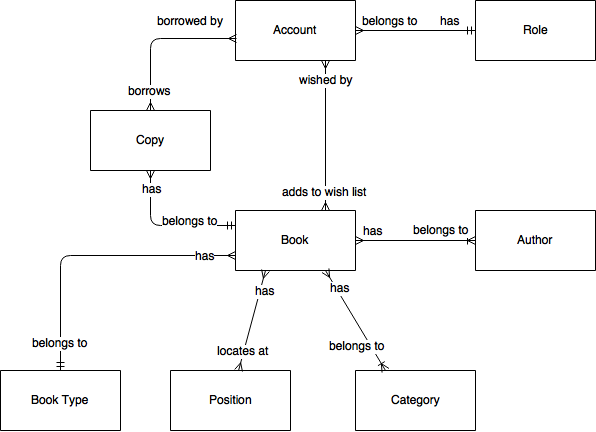 borrowed by
Account
belongs to
has
Role
wished by
borrows
Copy
has
adds to wish list
belongs to
Book
has
belongs to
Author
has
has
has
belongs to
locates at
belongs to
Book Type
Position
Category